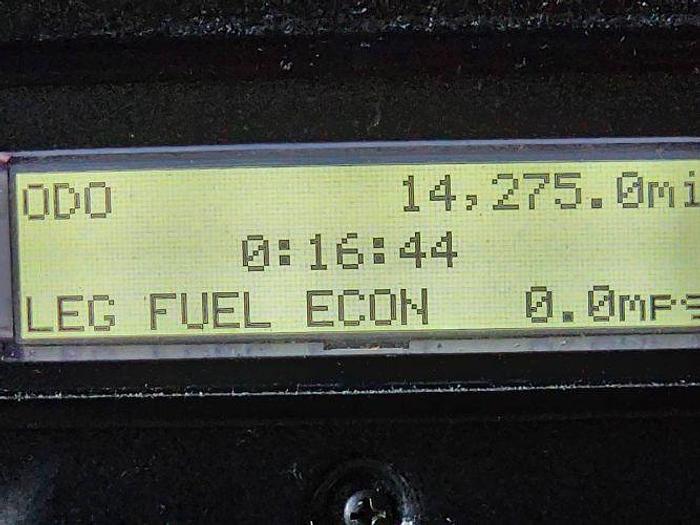 ODO 14,275.0mi
0:16:44
LEG FUEL ECON 0.0mpg